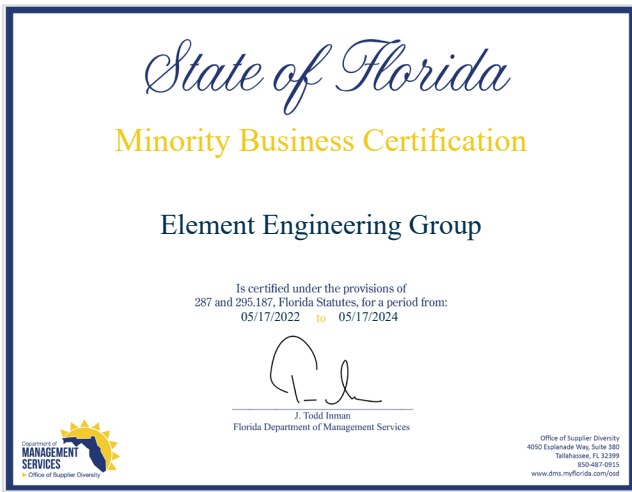 State of Florida
Minority Business Certification
Element Engineering Group
Is certified under the provisions of
287 and 295.187, Florida Statutes, for a period from:
05/17/2022 to 05/17/2024
J. Todd Inman
Florida Department of Management Services
Department of
MANAGEMENT
SERVICES
Office of Supplier Diversity
Office of Supplier Diversity
4050 Esplanade Way, Suite 380
Tallahassee, FL 32399
850-487-0915
www.dms.myflorida.com/osd